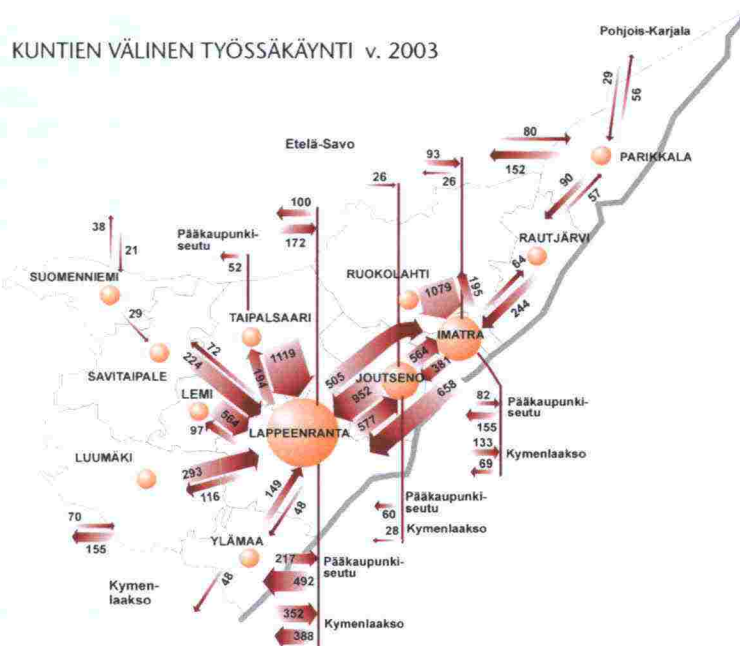 KUNTIEN VÄLINEN TYÖSSÄKÄYNTI v. 2003
Pohjois-Karjala
29
56
80
152
PARIKKALA
Etelä-Savo
93
26
26
90
57
100
172
38
21
Pääkaupunki-
seutu
52
RAUTJÄRVI
64
244
SUOMENNIEMI
29
RUOKOLAHTI
1079
195
TAIPALSAARI
IMATRA
72
224
194
1119
564
381
SAVITAIPALE
505
952
JOUTSENO
658
577
LEMI
564
97
LAPPEENRANTA
82
Pääkaupunki-
seutu
155
133
Kymenlaakso
69
LUUMÄKI
293
116
149
48
70
155
Pääkaupunki-
seutu
60
28
Kymenlaakso
YLÄMAA
217
492
Pääkaupunki-
seutu
Kymen-
laakso
48
352
388
Kymenlaakso